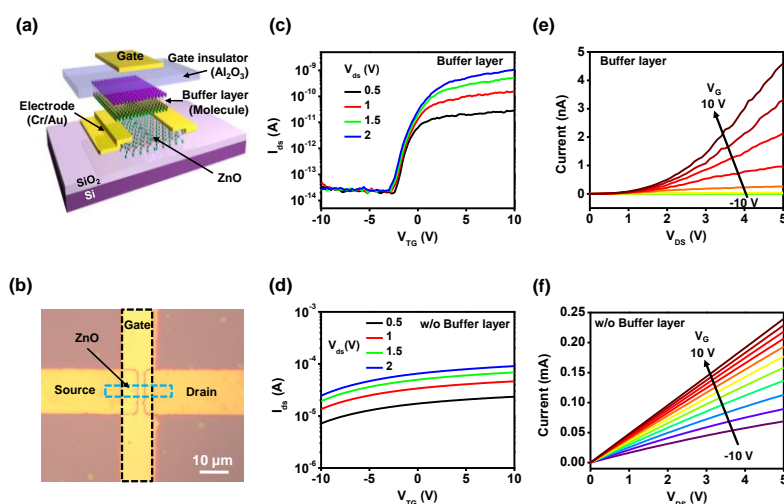 (a)
Gate
Gate insulator
(Al2O3)
Buffer layer
(Molecule)
Electrode
(Cr/Au)
ZnO
SiO2
Si
(b)
Gate
ZnO
Source
Drain
10 µm
(c)
Buffer layer
Vds (V)
0.5
1
1.5
2
10-9
10-10
10-11
10-12
10-13
10-14
Ids (A)
-10 -5 0 5 10
VTG (V)
(d)
w/o Buffer layer
Vds(V)
0.5
1
1.5
2
10-3
10-4
10-5
10-6
Ids (A)
-10 -5 0 5 10
VTG (V)
(e)
Buffer layer
VG
10 V
-10 V
5
4
3
2
1
0
Current (nA)
0 1 2 3 4 5
VDS (V)
(f)
w/o Buffer layer
VG
10 V
-10 V
0.25
0.20
0.15
0.10
0.05
0.00
Current (mA)
0 1 2 3 4 5
VDS (V)